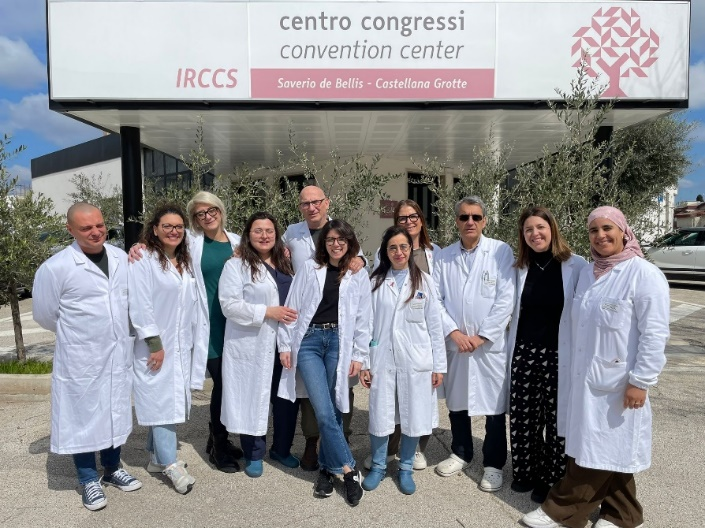 centro congressi
convention center
IRCCS
Saverio de Bellis - Castellana Grotte